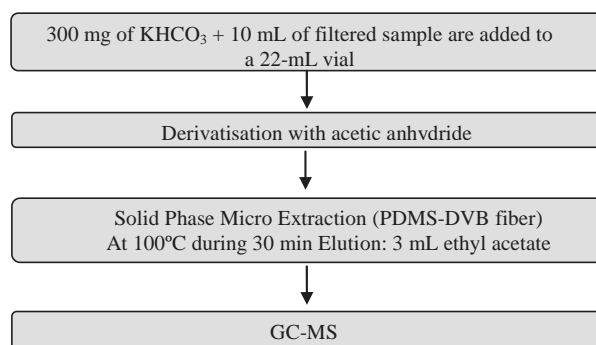 300 mg of KHCO₃ + 10 mL of filtered sample are added to
a 22-mL vial
Derivatisation with acetic anhydride
Solid Phase Micro Extraction (PDMS-DVB fiber)
At 100ºC during 30 min Elution: 3 mL ethyl acetate
GC-MS